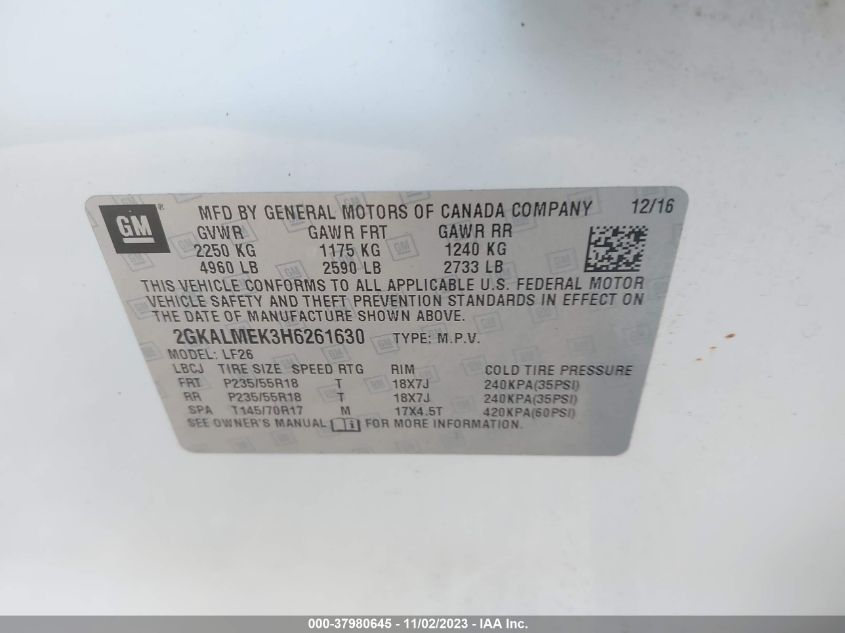 GM ® MFD BY GENERAL MOTORS OF CANADA COMPANY 12/16
GVWR GAWR FRT GAWR RR
2250 KG 1175 KG 1240 KG
4960 LB 2590 LB 2733 LB
THIS VEHICLE CONFORMS TO ALL APPLICABLE U.S. FEDERAL MOTOR
VEHICLE SAFETY AND THEFT PREVENTION STANDARDS IN EFFECT ON
THE DATE OF MANUFACTURE SHOWN ABOVE.
2GKALMEK3H6261630 TYPE: M.P.V.
MODEL: LF26
LBCJ TIRE SIZE SPEED RTG RIM COLD TIRE PRESSURE
FRT P235/55R18 T 18X7J 240KPA(35PSI)
RR P235/55R18 T 18X7J 240KPA(35PSI)
SPA T145/70R17 M 17X4.5T 420KPA(60PSI)
SEE OWNER'S MANUAL FOR MORE INFORMATION.
000-37980645 - 11/02/2023 - IAA Inc.